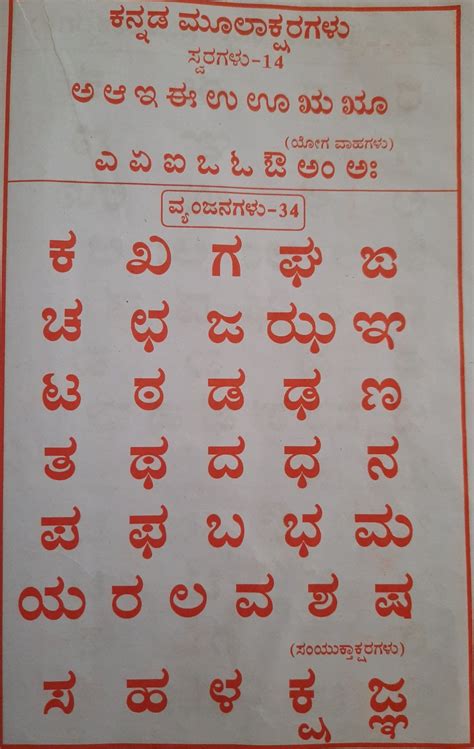 ಕನ್ನಡ ಮೂಲಾಕ್ಷರಗಳು
ಸ್ವರಗಳು-14
ಅ ಆ ಇ ಈ ಉ ಊ ಋ ೠ
(ಯೋಗ ವಾಹಗಳು)
ಎ ಏ ಐ ಒ ಓ ಔ ಅಂ ಅಃ
ವ್ಯಂಜನಗಳು-34
ಕ ಖ ಗ ಘ ಙ
ಚ ಛ ಜ ಝ ಞ
ಟ ಠ ಡ ಢ ಣ
ತ ಥ ದ ಧ ನ
ಪ ಫ ಬ ಭ ಮ
ಯ ರ ಲ ವ ಶ ಷ
(ಸಂಯುಕ್ತಾಕ್ಷರಗಳು)
ಸ ಹ ಳ ಕ್ಷ ಜ್ಞ